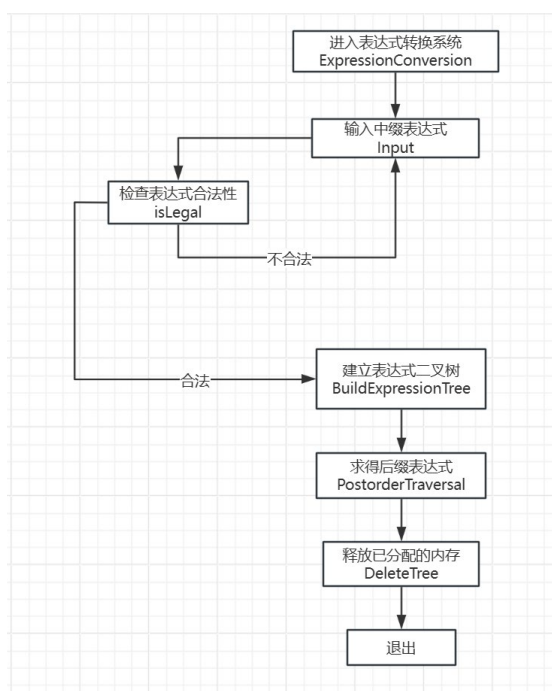 进入表达式转换系统
ExpressionConversion
输入中缀表达式
Input
检查表达式合法性
isLegal
不合法
合法
建立表达式二叉树
BuildExpressionTree
求得后缀表达式
PostorderTraversal
释放已分配的内存
DeleteTree
退出